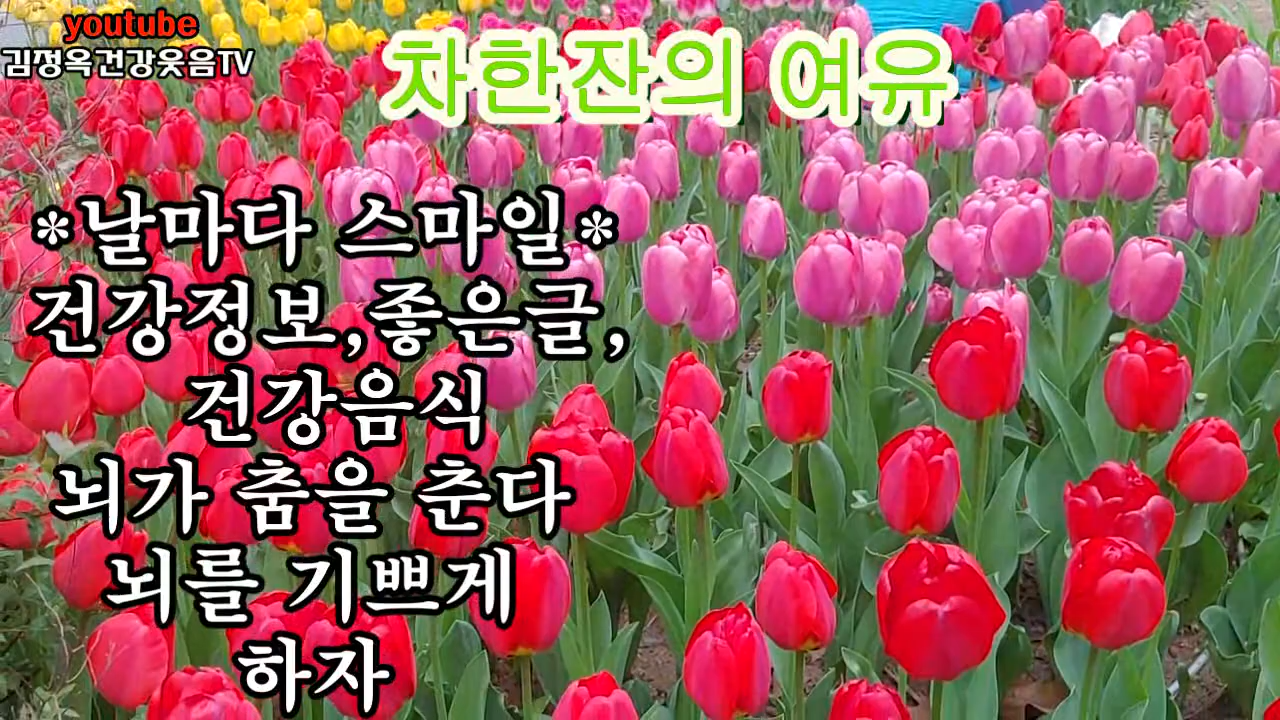 youtube
김정옥건강웃음TV
차한잔의 여유
*날마다 스마일*
건강정보,좋은글,
건강음식
뇌가 춤을 춘다
뇌를 기쁘게
하자